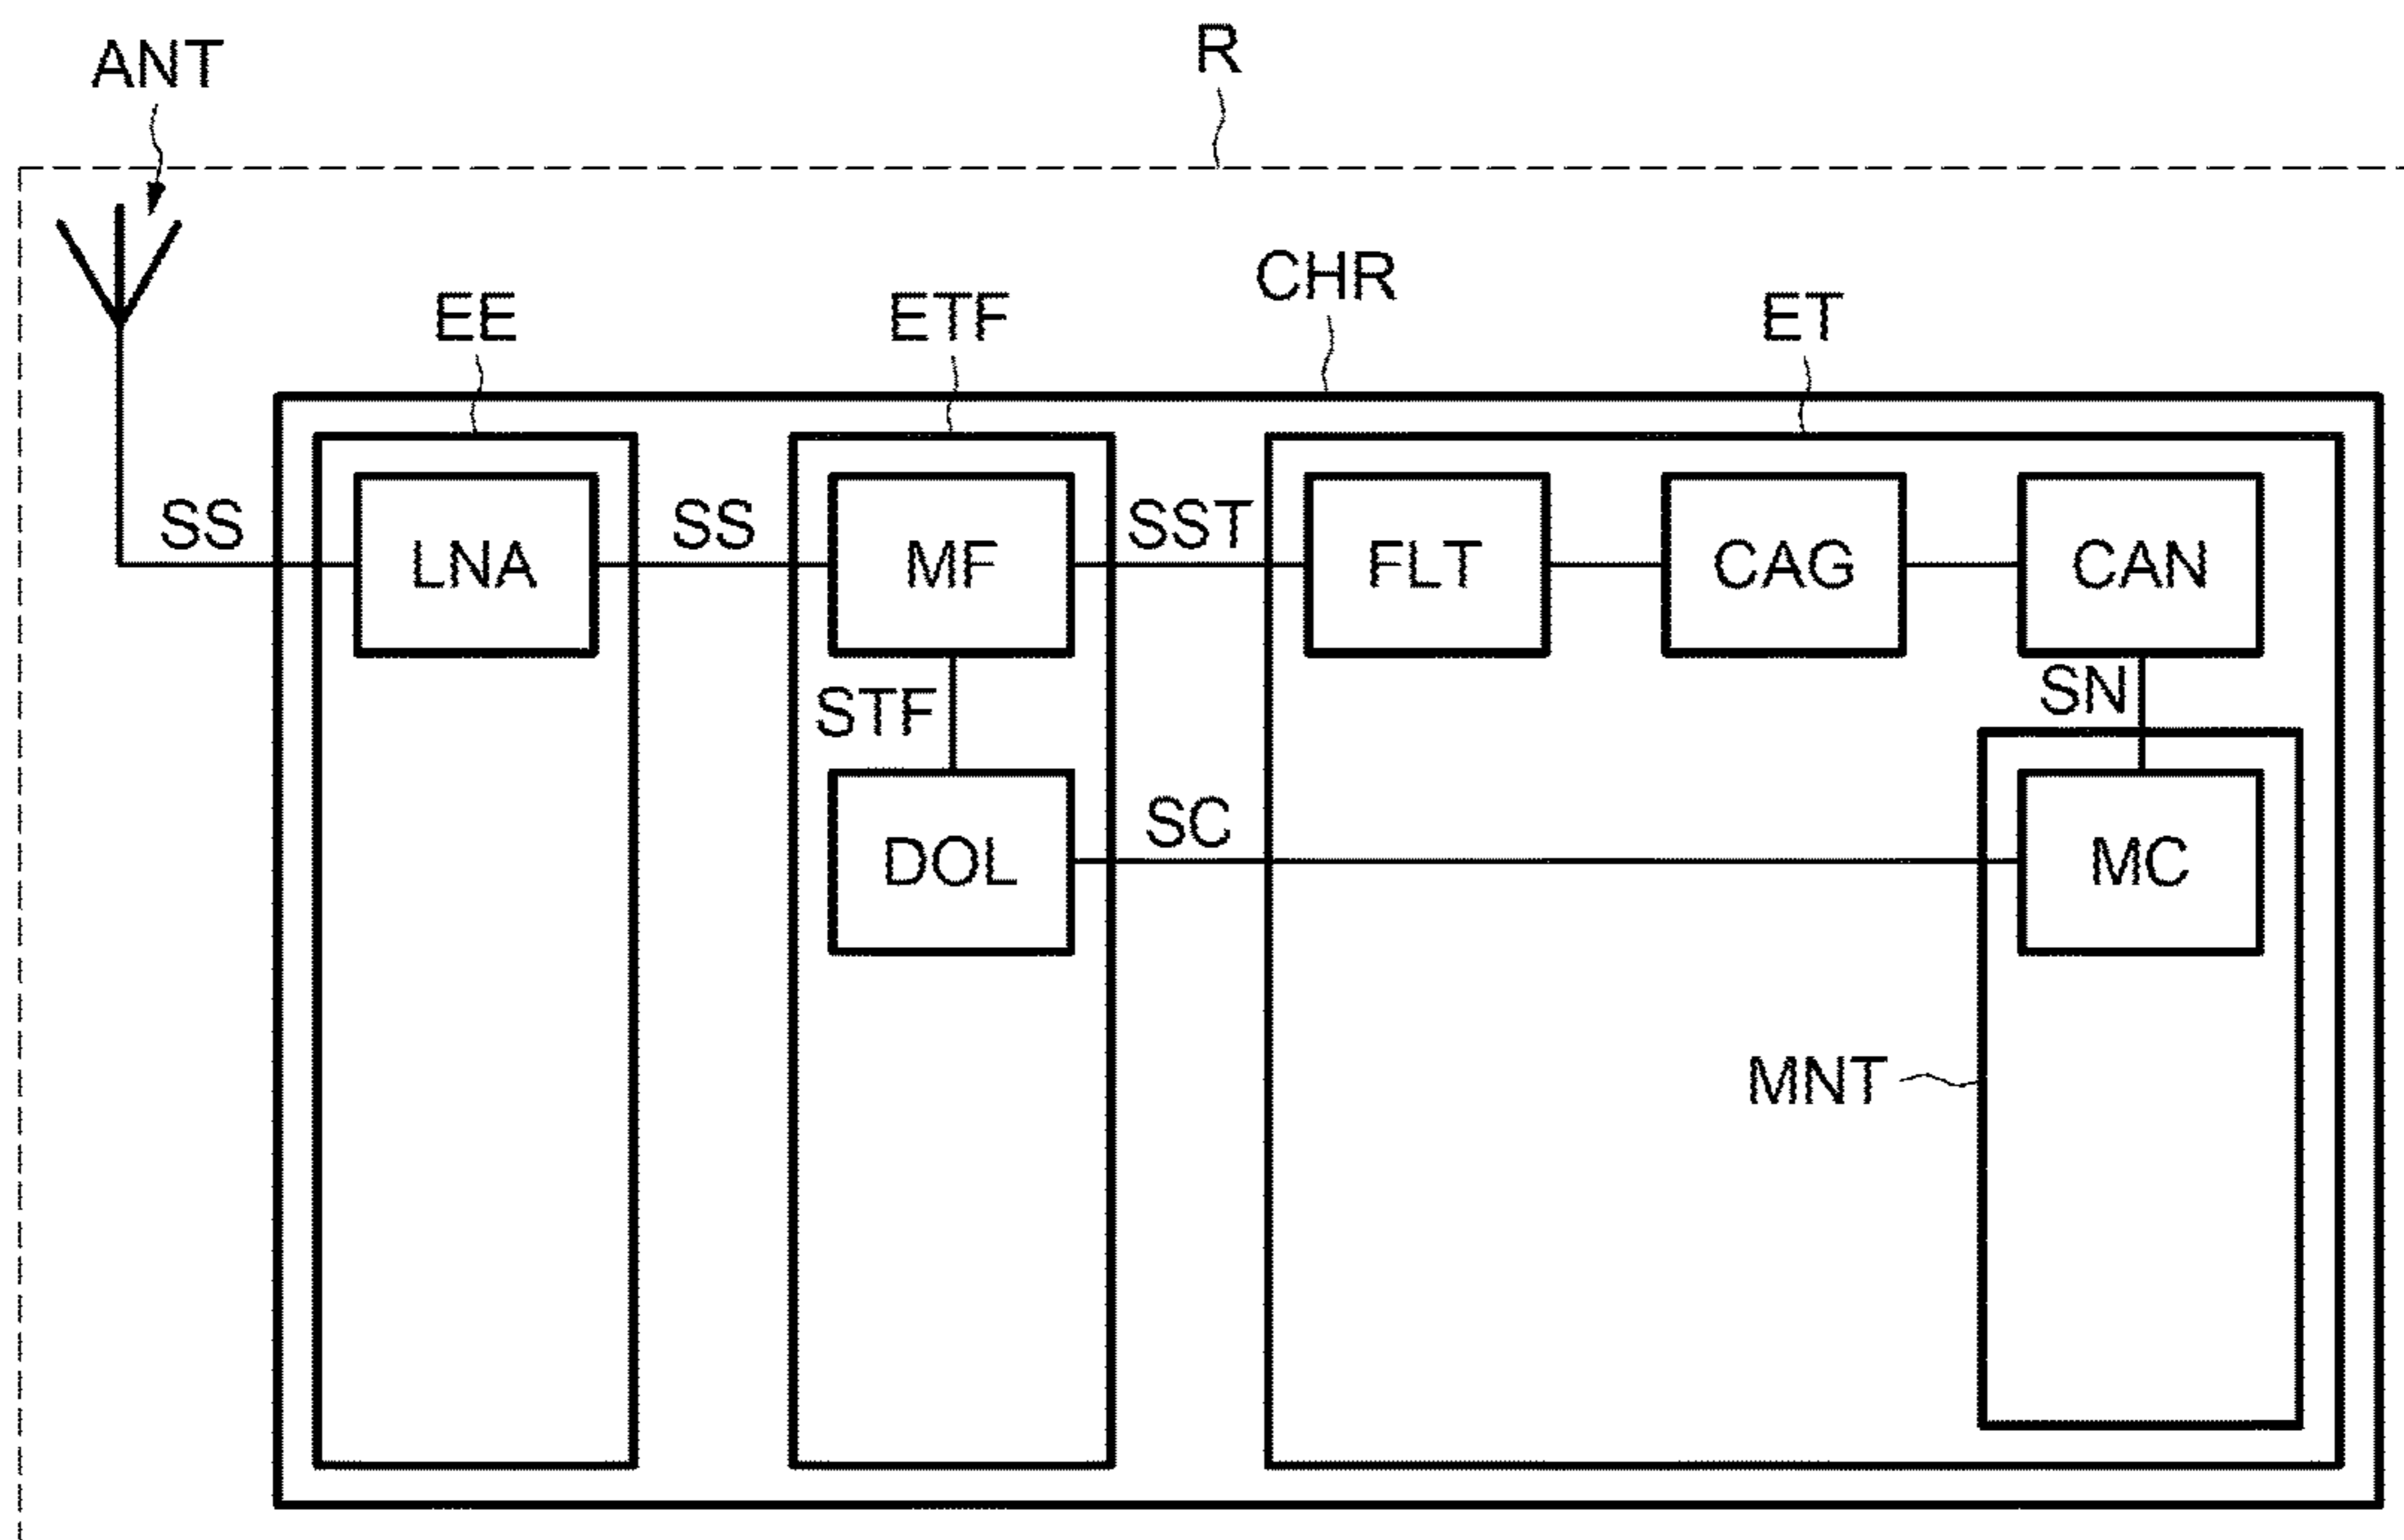 R
ANT
CHR
EE
ETF
ET
SS
SS
SST
LNA
MF
FLT
CAG
CAN
STF
SN
SC
DOL
MC
MNT